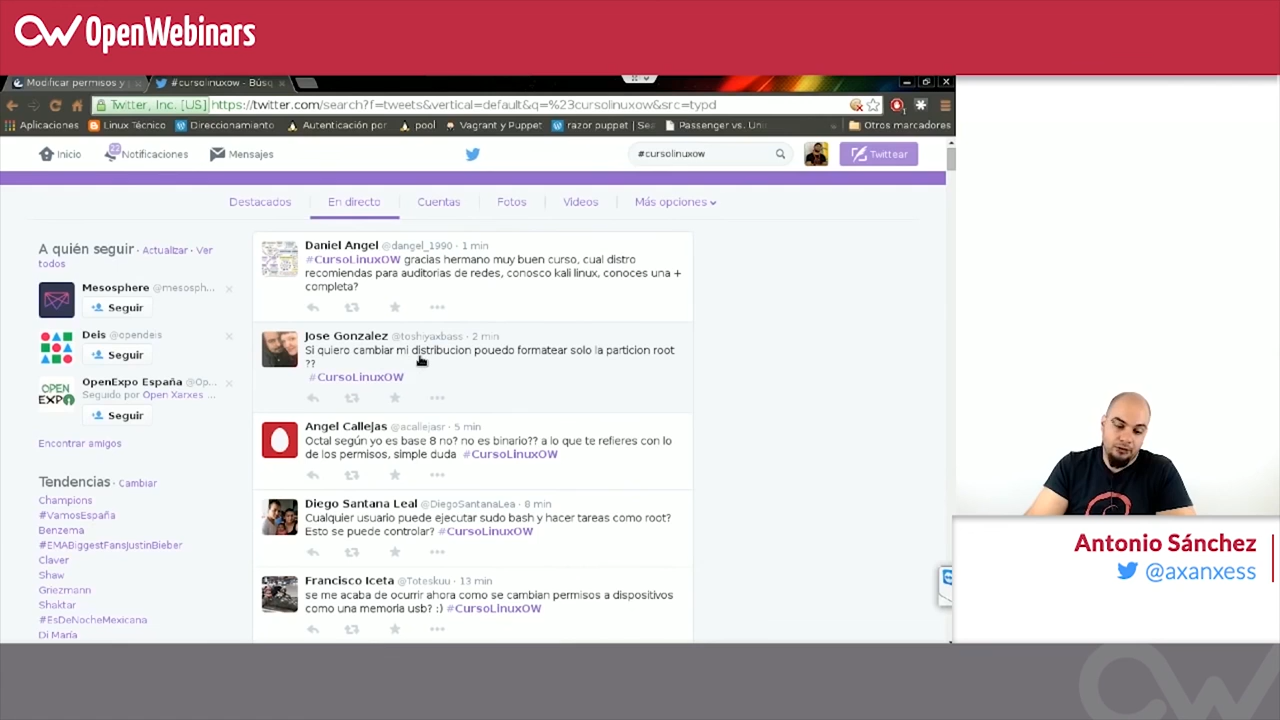 OpenWebinars
Modificar permisos y
#cursolinuxow - Búsq
Twitter, Inc. [US] https://twitter.com/search?f=tweets&vertical=default&q=%23cursolinuxow&src=typd
Aplicaciones Linux Técnico Direccionamiento Autenticación por pool Vagrant y Puppet razor puppet | Sea Passenger vs. Uni Otros marcadores
Inicio 22 Notificaciones Mensajes #cursolinuxow Twittear
Destacados En directo Cuentas Fotos Videos Más opciones
A quién seguir · Actualizar · Ver
todos
Mesosphere @mesosph...
Seguir
Deis @opendeis
Seguir
OPEN
EXPO
OpenExpo España @Op...
Seguido por Open Xarxes ...
Seguir
Encontrar amigos
Tendencias · Cambiar
Champions
#VamosEspaña
Benzema
#EMABiggestFansJustinBieber
Claver
Shaw
Griezmann
Shaktar
#EsDeNocheMexicana
Di María
Daniel Angel @dangel_1990 · 1 min
#CursoLinuxOW gracias hermano muy buen curso, cual distro
recomiendas para auditorias de redes, conosco kali linux, conoces una +
completa?
Jose Gonzalez @toshiyaxbass · 2 min
Si quiero cambiar mi distribucion pouedo formatear solo la particion root
??
#CursoLinuxOW
Angel Callejas @acallejasr · 5 min
Octal según yo es base 8 no? no es binario?? a lo que te refieres con lo
de los permisos, simple duda #CursoLinuxOW
Diego Santana Leal @DiegoSantanaLea · 8 min
Cualquier usuario puede ejecutar sudo bash y hacer tareas como root?
Esto se puede controlar? #CursoLinuxOW
Francisco Iceta @Toteskuu · 13 min
se me acaba de ocurrir ahora como se cambian permisos a dispositivos
como una memoria usb? :) #CursoLinuxOW
Antonio Sánchez
@axanxess